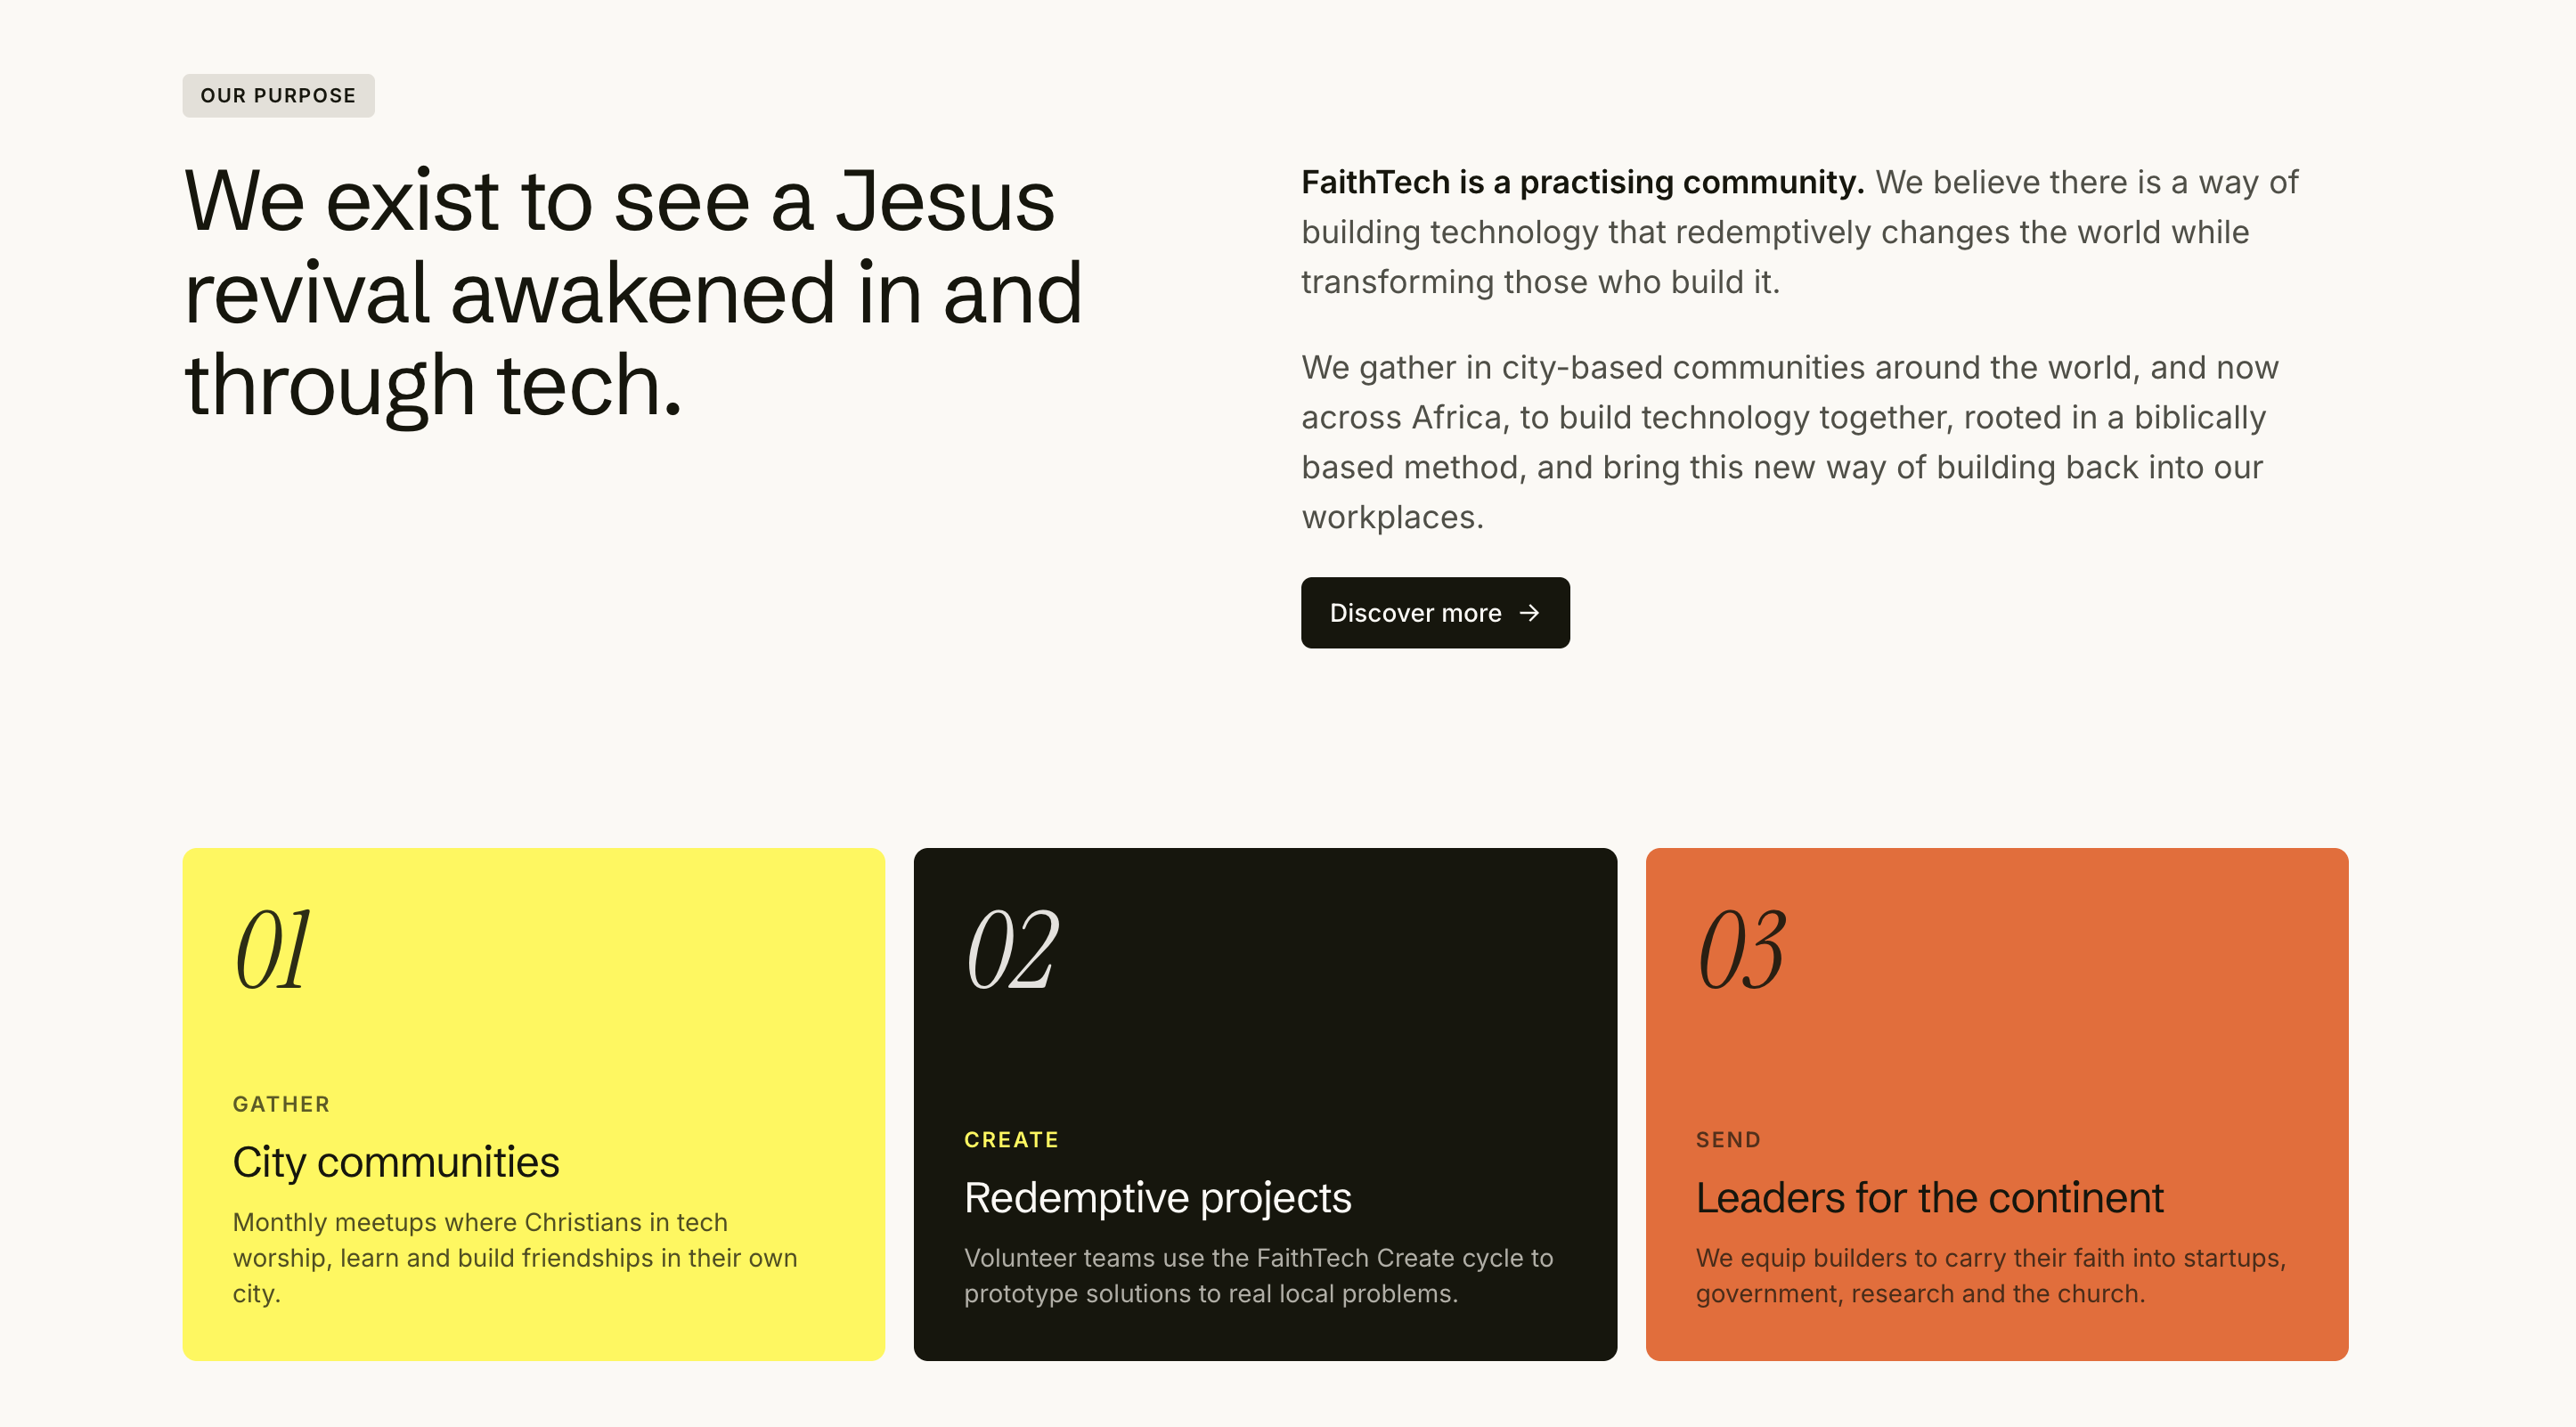 OUR PURPOSE
We exist to see a Jesus
revival awakened in and
through tech.
FaithTech is a practising community. We believe there is a way of
building technology that redemptively changes the world while
transforming those who build it.
We gather in city-based communities around the world, and now
across Africa, to build technology together, rooted in a biblically
based method, and bring this new way of building back into our
workplaces.
Discover more →
01
GATHER
City communities
Monthly meetups where Christians in tech
worship, learn and build friendships in their own
city.
02
CREATE
Redemptive projects
Volunteer teams use the FaithTech Create cycle to
prototype solutions to real local problems.
03
SEND
Leaders for the continent
We equip builders to carry their faith into startups,
government, research and the church.